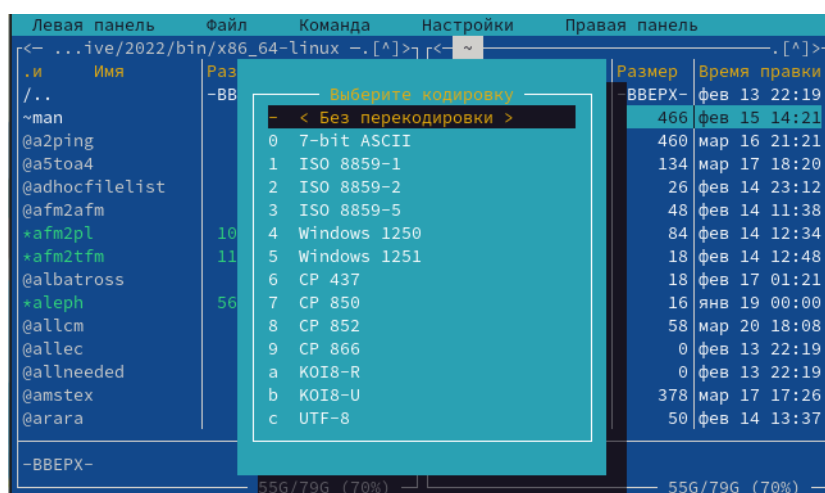 Левая панель Файл Команда Настройки Правая панель
<— ...ive/2022/bin/x86_64-linux —.[^]> <— ~ .[^]>
.и Имя Раз Размер Время правки
/.. -ВВ Выберите кодировку -ВВЕРХ- фев 13 22:19
~man - < Без перекодировки > 466 фев 15 14:21
@a2ping 0 7-bit ASCII 460 мар 16 21:21
@a5toa4 1 ISO 8859-1 134 мар 17 18:20
@adhocfilelist 2 ISO 8859-2 26 фев 14 23:12
@afm2afm 3 ISO 8859-5 48 фев 14 11:38
*afm2pl 10 4 Windows 1250 84 фев 14 12:34
*afm2tfm 11 5 Windows 1251 18 фев 14 12:48
@albatross 6 CP 437 18 фев 17 01:21
*aleph 56 7 CP 850 16 янв 19 00:00
@allcm 8 CP 852 58 мар 20 18:08
@allec 9 CP 866 0 фев 13 22:19
@allneeded a KOI8-R 0 фев 13 22:19
@amstex b KOI8-U 378 мар 17 17:26
@arara c UTF-8 50 фев 14 13:37
-ВВЕРХ-
55G/79G (70%) 55G/79G (70%)